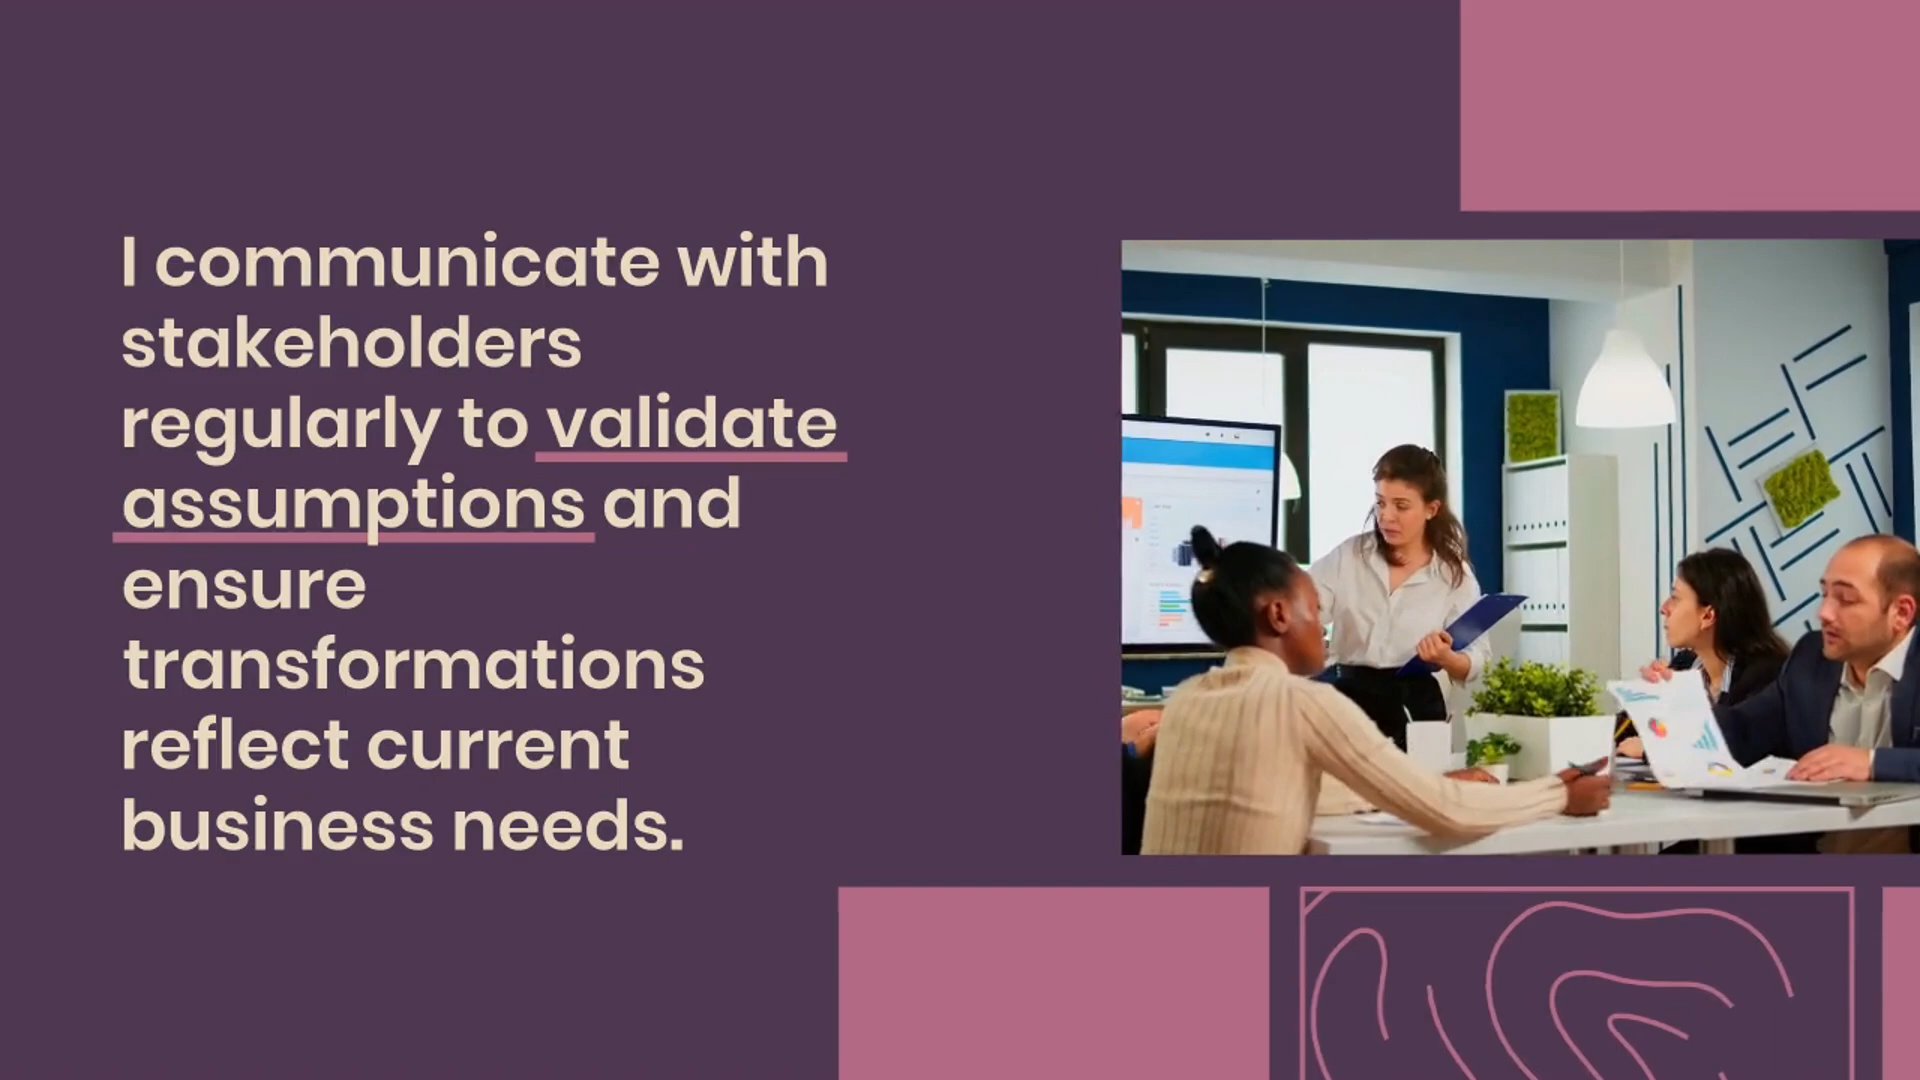 I communicate with
stakeholders
regularly to validate
assumptions and
ensure
transformations
reflect current
business needs.